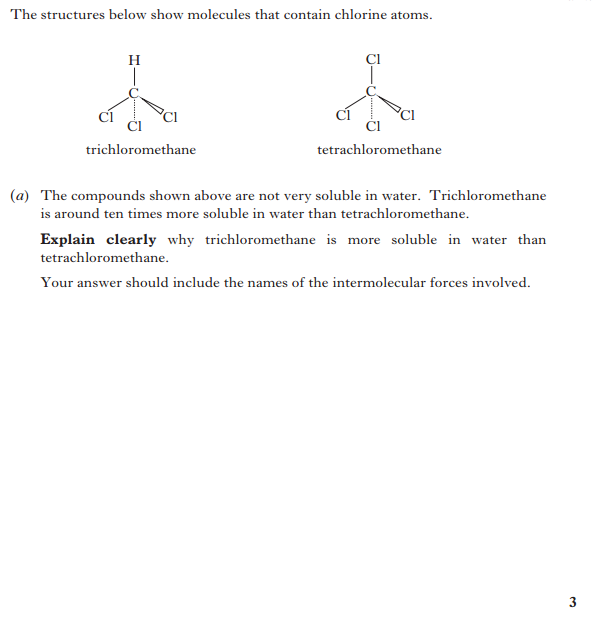 The structures below show molecules that contain chlorine atoms.
H Cl
C C
Cl Cl Cl Cl
Cl Cl
trichloromethane tetrachloromethane
(a) The compounds shown above are not very soluble in water. Trichloromethane
is around ten times more soluble in water than tetrachloromethane.
Explain clearly why trichloromethane is more soluble in water than
tetrachloromethane.
Your answer should include the names of the intermolecular forces involved.
3